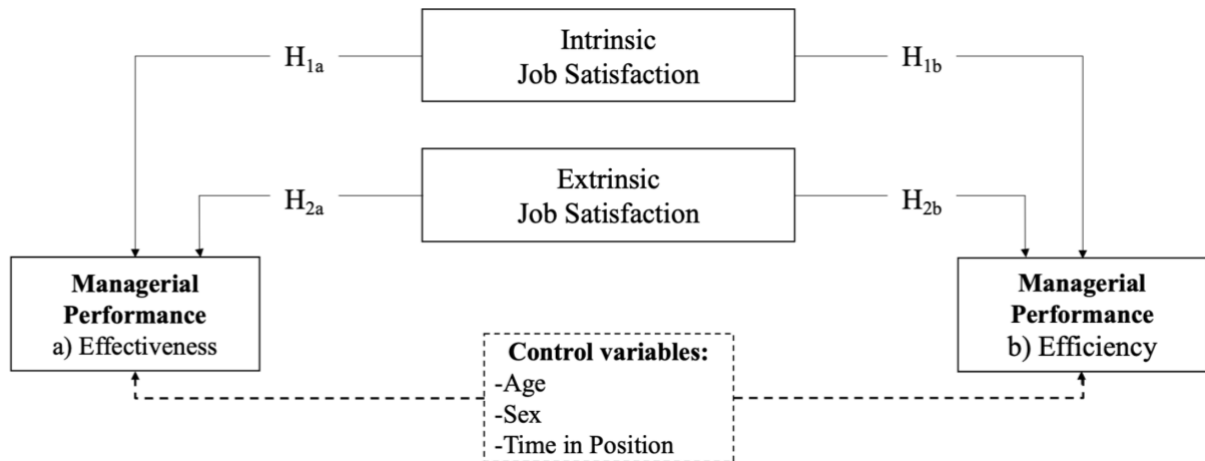 Intrinsic
Job Satisfaction
H1a
H1b
Extrinsic
Job Satisfaction
H2a
H2b
Managerial
Performance
a) Effectiveness
Managerial
Performance
b) Efficiency
Control variables:
-Age
-Sex
-Time in Position